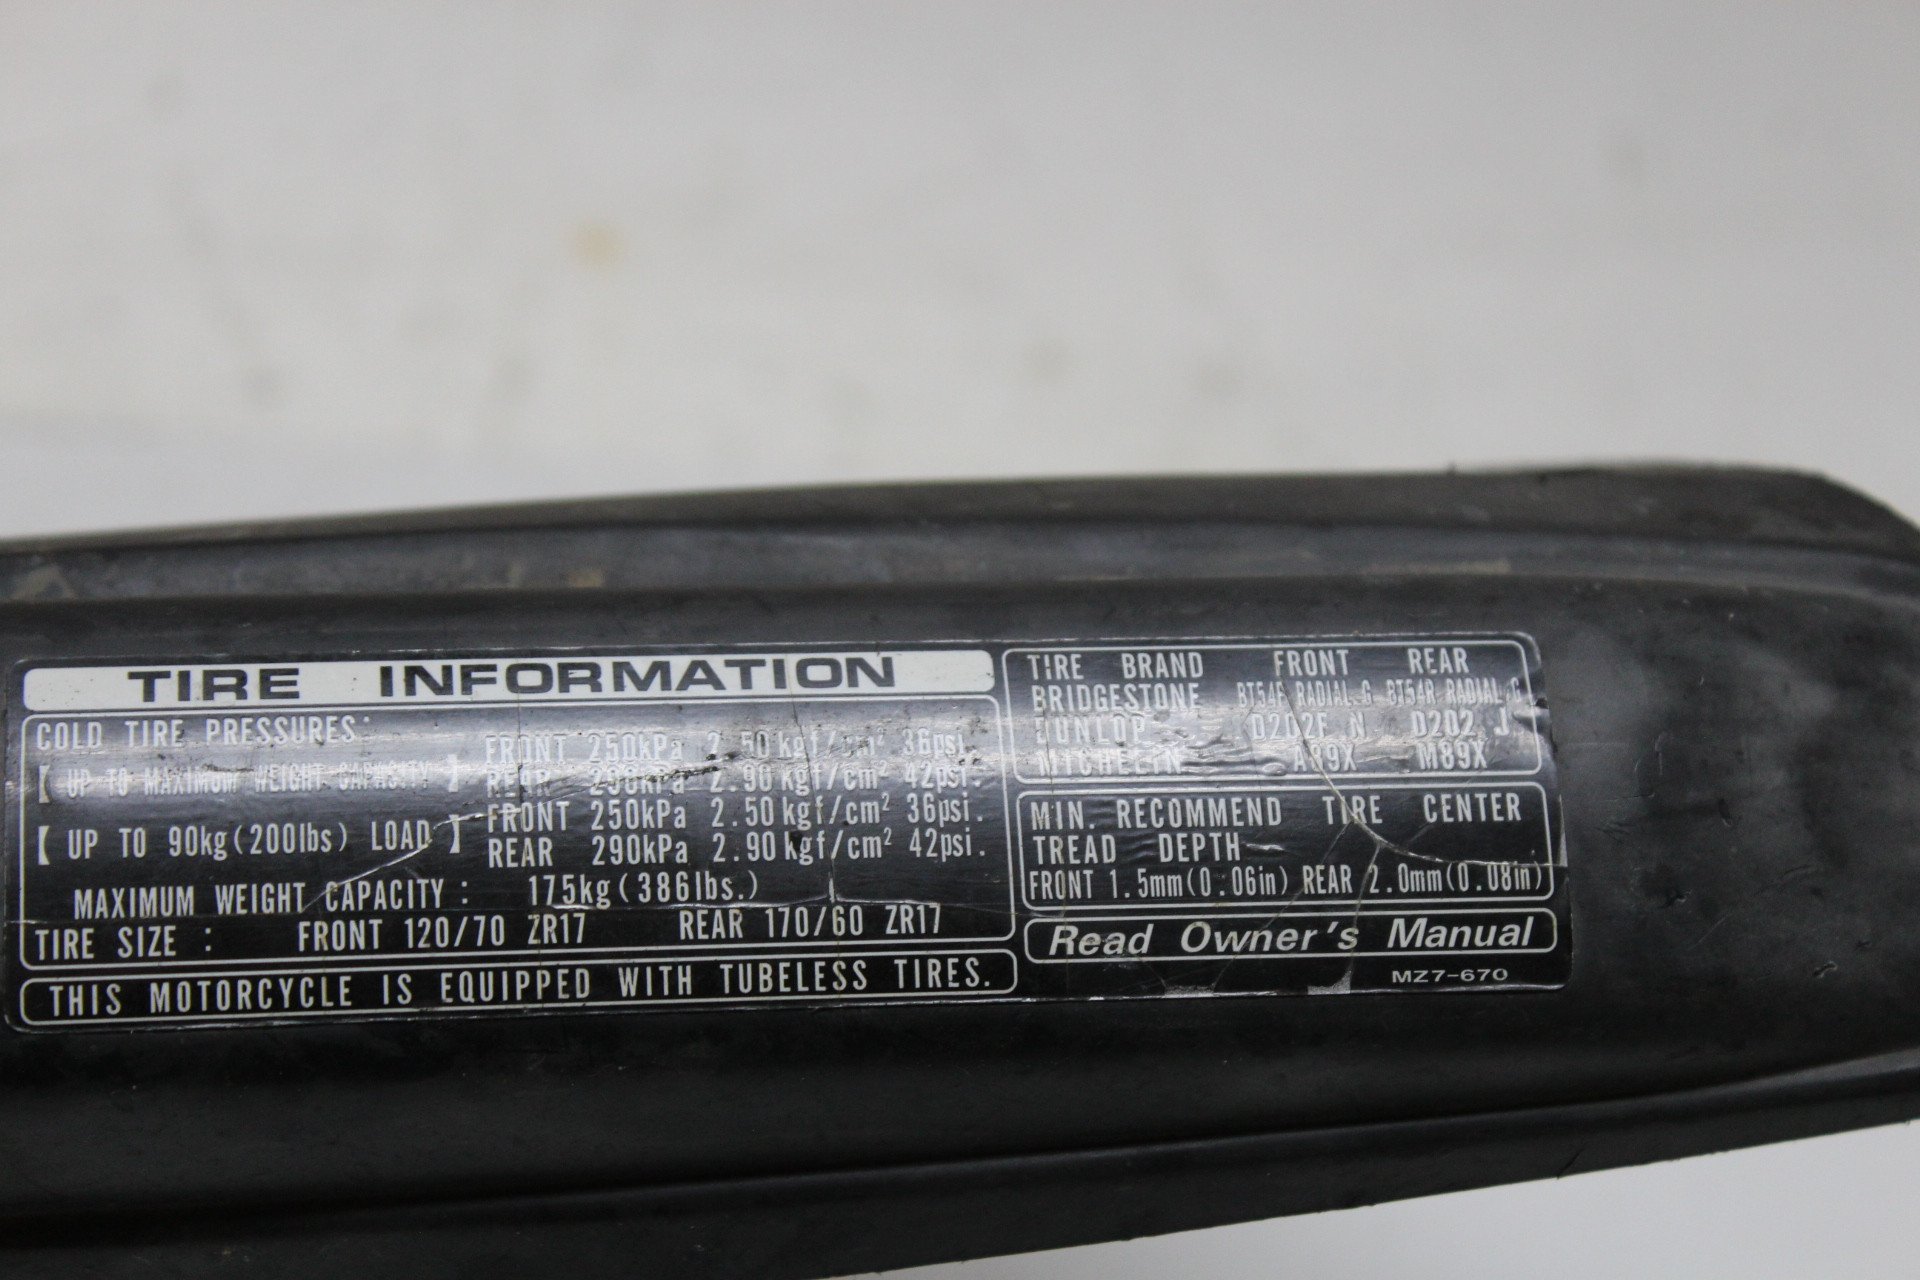 TIRE INFORMATION
COLD TIRE PRESSURES:
【 UP TO MAXIMUM WEIGHT CAPACITY 】
FRONT 250kPa 2.50kgf/cm² 36psi.
REAR 290kPa 2.90kgf/cm² 42psi.
【 UP TO 90kg(200lbs) LOAD 】
FRONT 250kPa 2.50kgf/cm² 36psi.
REAR 290kPa 2.90kgf/cm² 42psi.
MAXIMUM WEIGHT CAPACITY : 175kg(386lbs.)
TIRE SIZE : FRONT 120/70 ZR17 REAR 170/60 ZR17
THIS MOTORCYCLE IS EQUIPPED WITH TUBELESS TIRES.
TIRE BRAND FRONT REAR
BRIDGESTONE BT54F RADIAL G BT54R RADIAL G
DUNLOP D202F N D202 J
MICHELIN A89X M89X
MIN. RECOMMEND TIRE CENTER
TREAD DEPTH
FRONT 1.5mm(0.06in) REAR 2.0mm(0.08in)
Read Owner's Manual
MZ7-670